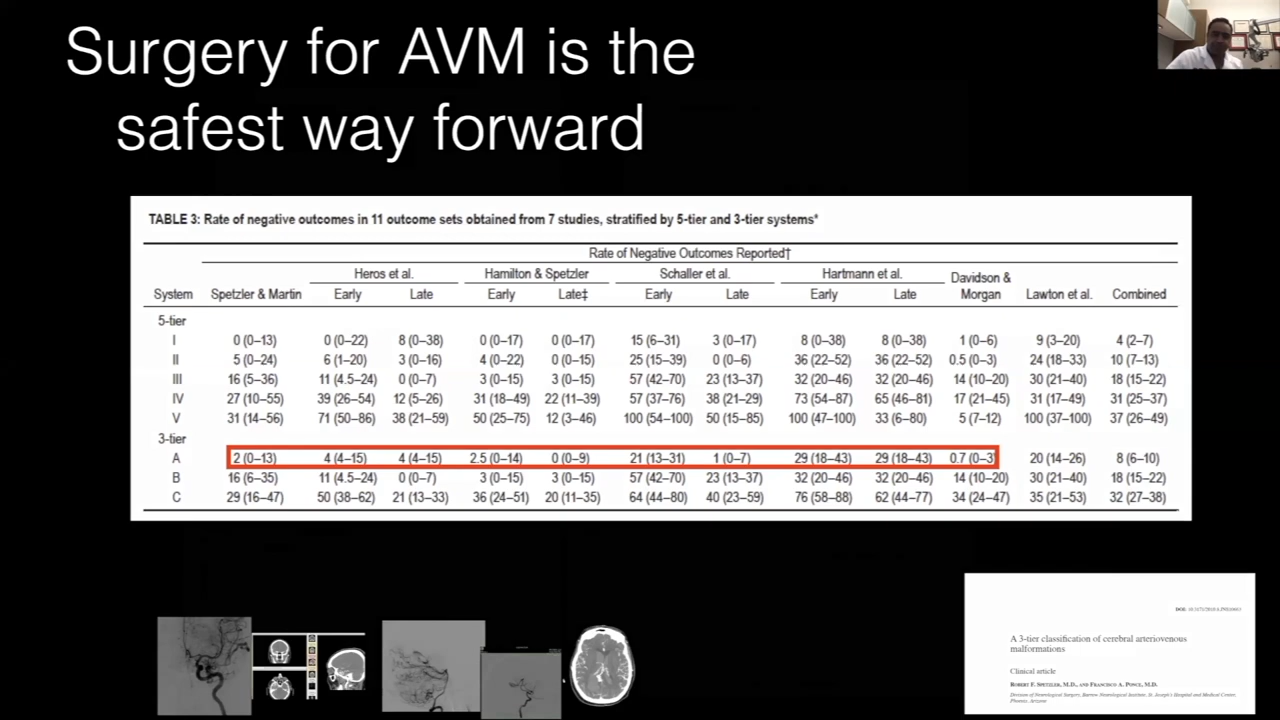 Surgery for AVM is the
safest way forward
TABLE 3: Rate of negative outcomes in 11 outcome sets obtained from 7 studies, stratified by 5-tier and 3-tier systems*
Rate of Negative Outcomes Reported†
Heros et al. Hamilton & Spetzler Schaller et al. Hartmann et al. Davidson &
System Spetzler & Martin Early Late Early Late‡ Early Late Early Late Morgan Lawton et al. Combined
5-tier
I 0 (0–13) 0 (0–22) 8 (0–38) 0 (0–17) 0 (0–17) 15 (6–31) 3 (0–17) 8 (0–38) 8 (0–38) 1 (0–6) 9 (3–20) 4 (2–7)
II 5 (0–24) 6 (1–20) 3 (0–16) 4 (0–22) 0 (0–15) 25 (15–39) 0 (0–6) 36 (22–52) 36 (22–52) 0.5 (0–3) 24 (18–33) 10 (7–13)
III 16 (5–36) 11 (4.5–24) 0 (0–7) 3 (0–15) 3 (0–15) 57 (42–70) 23 (13–37) 32 (20–46) 32 (20–46) 14 (10–20) 30 (21–40) 18 (15–22)
IV 27 (10–55) 39 (26–54) 12 (5–26) 31 (18–49) 22 (11–39) 57 (37–76) 38 (21–29) 73 (54–87) 65 (46–81) 17 (21–45) 31 (17–49) 31 (25–37)
V 31 (14–56) 71 (50–86) 38 (21–59) 50 (25–75) 12 (3–46) 100 (54–100) 50 (15–85) 100 (47–100) 33 (6–80) 5 (7–12) 100 (37–100) 37 (26–49)
3-tier
A 2 (0–13) 4 (4–15) 4 (4–15) 2.5 (0–14) 0 (0–9) 21 (13–31) 1 (0–7) 29 (18–43) 29 (18–43) 0.7 (0–3) 20 (14–26) 8 (6–10)
B 16 (6–35) 11 (4.5–24) 0 (0–7) 3 (0–15) 3 (0–15) 57 (42–70) 23 (13–37) 32 (20–46) 32 (20–46) 14 (10–20) 30 (21–40) 18 (15–22)
C 29 (16–47) 50 (38–62) 21 (13–33) 36 (24–51) 20 (11–35) 64 (44–80) 40 (23–59) 76 (58–88) 62 (44–77) 34 (24–47) 35 (21–53) 32 (27–38)
DOI:
A 3-tier classification of cerebral arteriovenous
malformations
Clinical article
ROBERT F. SPETZLER, M.D., AND FRANCISCO A. PONCE, M.D.
Division of Neurological Surgery, Barrow Neurological Institute, St. Joseph's Hospital and Medical Center,
Phoenix, Arizona